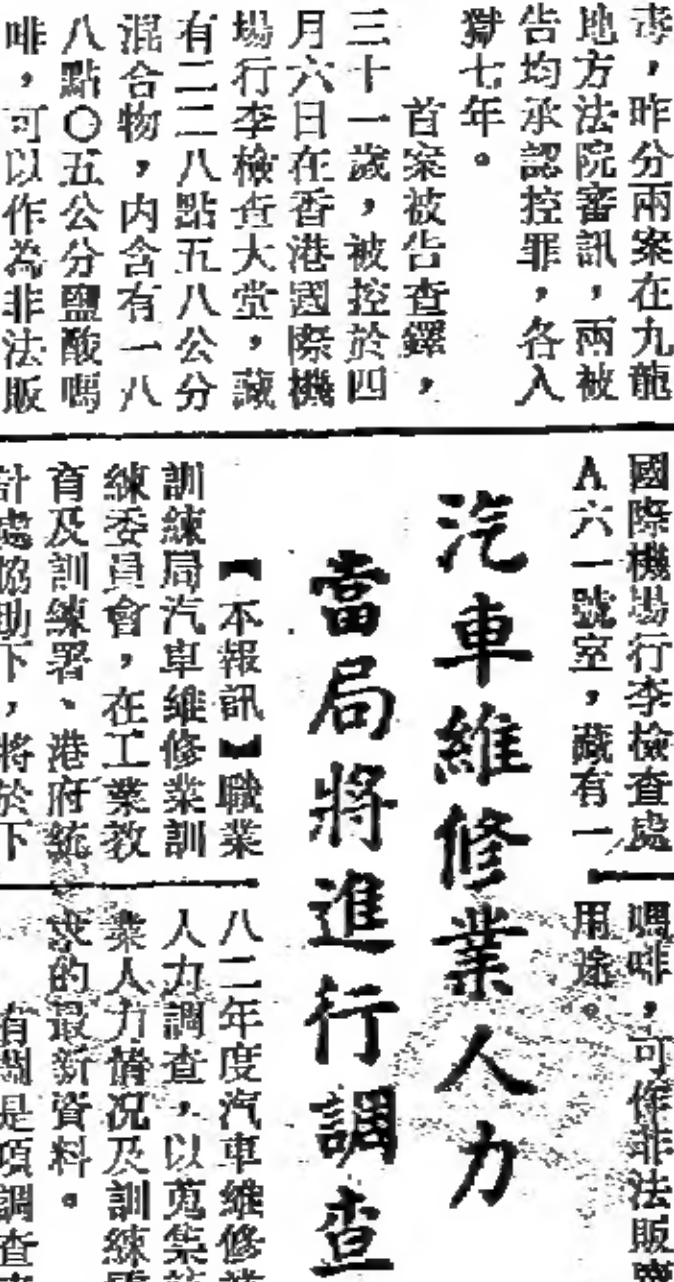 毒，昨分兩案在九龍
地方法院審訊，兩被
告均承認控罪，各入
獄七年。
首案被告查鐸，
三十一歲，被控於四
月六日在香港國際機
場行李檢查大堂，藏
有二二八點五八公分
混合物，內含有一八
八點〇五公分鹽酸嗎
啡，可以作為非法販
國際機場行李檢查處
A六一號室，藏有一
嗎啡，可作非法販賣
用途。
汽車維修業人力
當局將進行調查
【本報訊】職業
訓練局汽車維修業訓
練委員會，在工業教
育及訓練署、港府統
計處協助下，將於下
八二年度汽車維修業
人力調查，以蒐集該
業人力情況及訓練需
求的最新資料。
有關是項調查